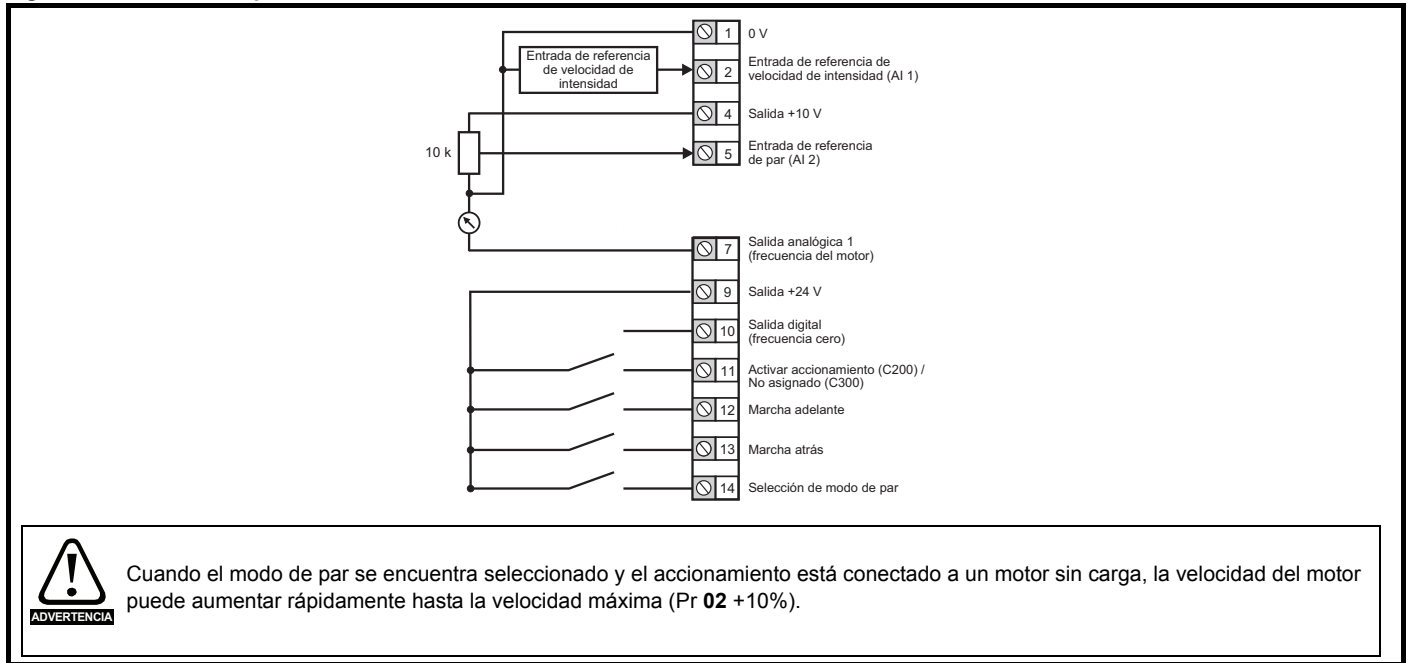 1
0 V
Entrada de referencia
de velocidad de
intensidad
2
Entrada de referencia de
velocidad de intensidad (AI 1)
4
Salida +10 V
10 k
5
Entrada de referencia
de par (AI 2)
7
Salida analógica 1
(frecuencia del motor)
9
Salida +24 V
10
Salida digital
(frecuencia cero)
11
Activar accionamiento (C200) /
No asignado (C300)
12
Marcha adelante
13
Marcha atrás
14
Selección de modo de par
ADVERTENCIA
Cuando el modo de par se encuentra seleccionado y el accionamiento está conectado a un motor sin carga, la velocidad del motor
puede aumentar rápidamente hasta la velocidad máxima (Pr 02 +10%).